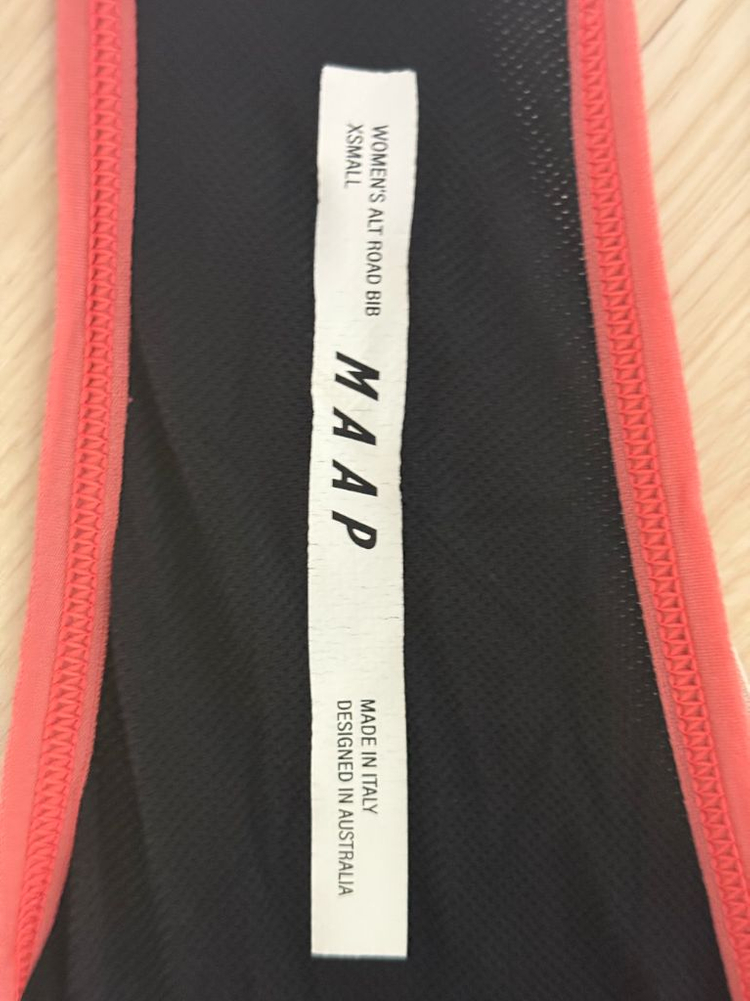 WOMEN'S ALT ROAD BIB
XSMALL
MAAP
MADE IN ITALY
DESIGNED IN AUSTRALIA